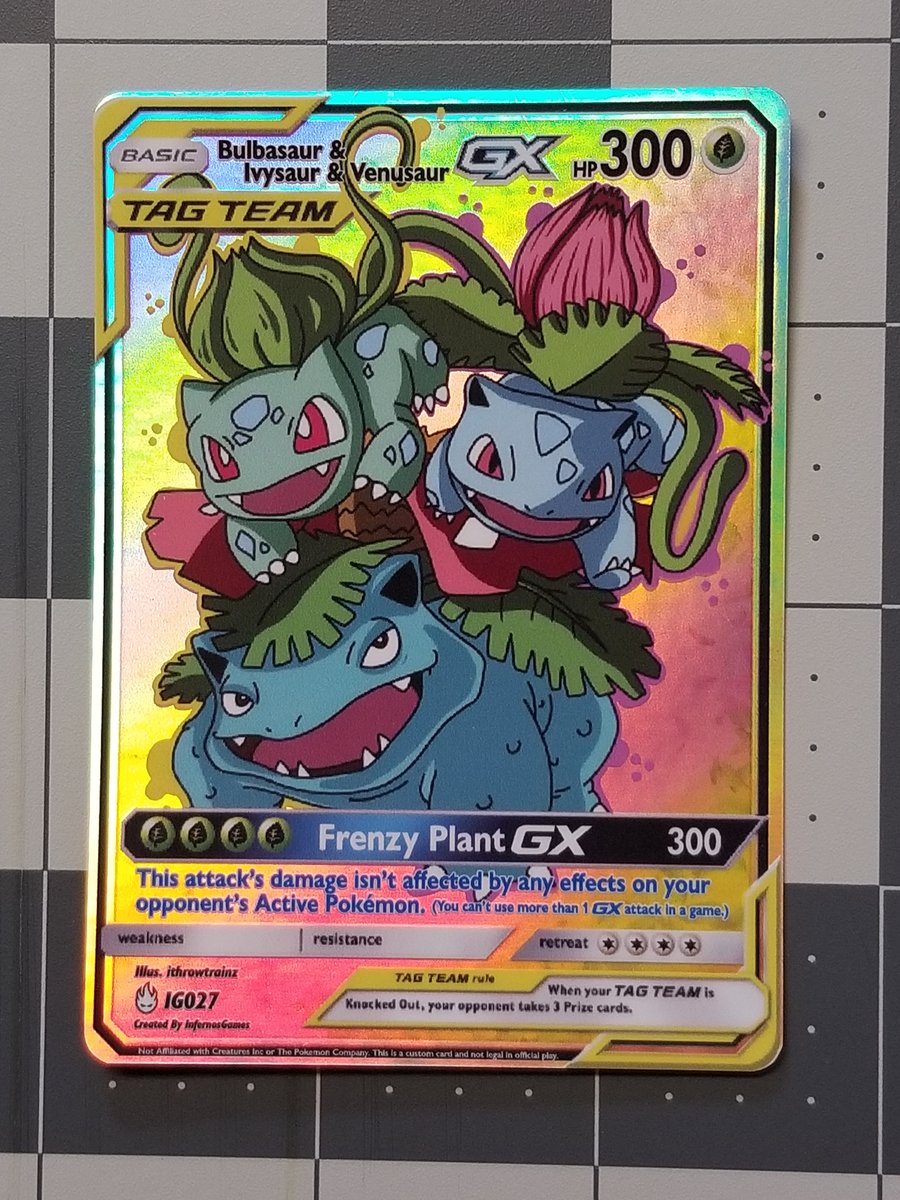 BASIC Bulbasaur &
Ivysaur & Venusaur GX HP 300
TAG TEAM
Frenzy Plant GX 300
This attack's damage isn't affected by any effects on your
opponent's Active Pokémon. (You can't use more than 1 GX attack in a game.)
weakness resistance retreat
Illus. ithrowtrainz
IG027
Created By InfernosGames
TAG TEAM rule
When your TAG TEAM is
Knocked Out, your opponent takes 3 Prize cards.
Not Affiliated with Creatures Inc or The Pokemon Company. This is a custom card and not legal in official play.